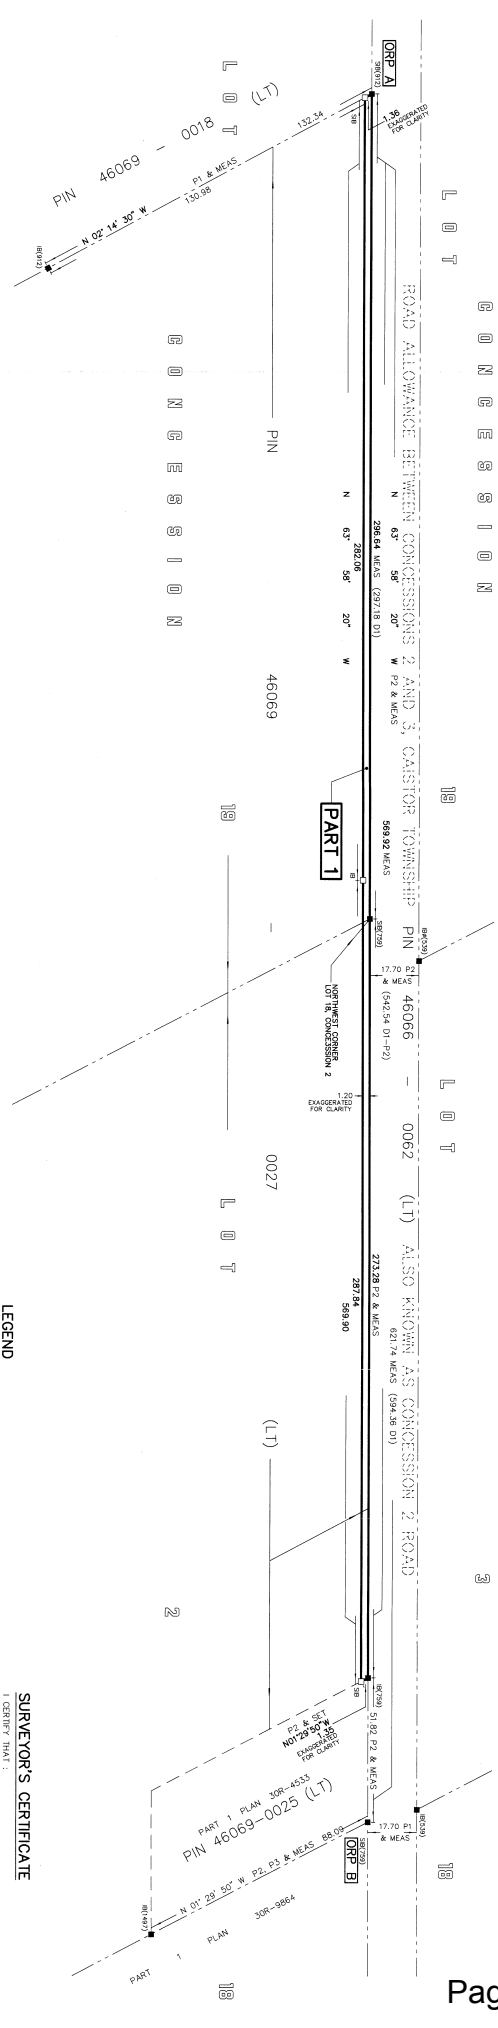 ORP A
SIB(912)
1.36
EXAGGERATED
FOR CLARITY
SIB
132.34
(LT)
LOT
PIN 46069 - 0018
P1 & MEAS
130.98
N 02° 14' 30" W
IB(912)
LOT
CONCESSION
CONCESSION
ROAD ALLOWANCE BETWEEN CONCESSIONS 2 AND 3, CAISTOR TOWNSHIP PIN 46066 - 0062 (LT) ALSO KNOWN AS CONCESSION 2 ROAD
N 63° 58' 20" W P2 & MEAS
296.64 MEAS (297.18 D1)
282.06
N 63° 58' 20" W
PIN 46069 - 0027 (LT)
PART 1
569.92 MEAS
IB
SIB(759)
NORTHWEST CORNER
LOT 18, CONCESSION 2
19
19
17.70 P2
& MEAS
(542.54 D1-P2)
1.20
EXAGGERATED
FOR CLARITY
LOT
LOT
273.28 P2 & MEAS
287.84
569.90
621.74 MEAS (594.36 D1)
3
2
IB(759)
SIB
P2 & SET
N01°29'50"W
1.35
EXAGGERATED
FOR CLARITY
51.82 P2 & MEAS
IB(539)
17.70 P1
& MEAS
SIB(759)
ORP B
PART 1 PLAN 30R-4533
PIN 46069-0025 (LT)
N 01° 29' 50" W P2, P3 & MEAS 88.09
IB(1497)
PART 1 PLAN 30R-9864
18
18
LEGEND
SURVEYOR'S CERTIFICATE
I CERTIFY THAT :
Pag